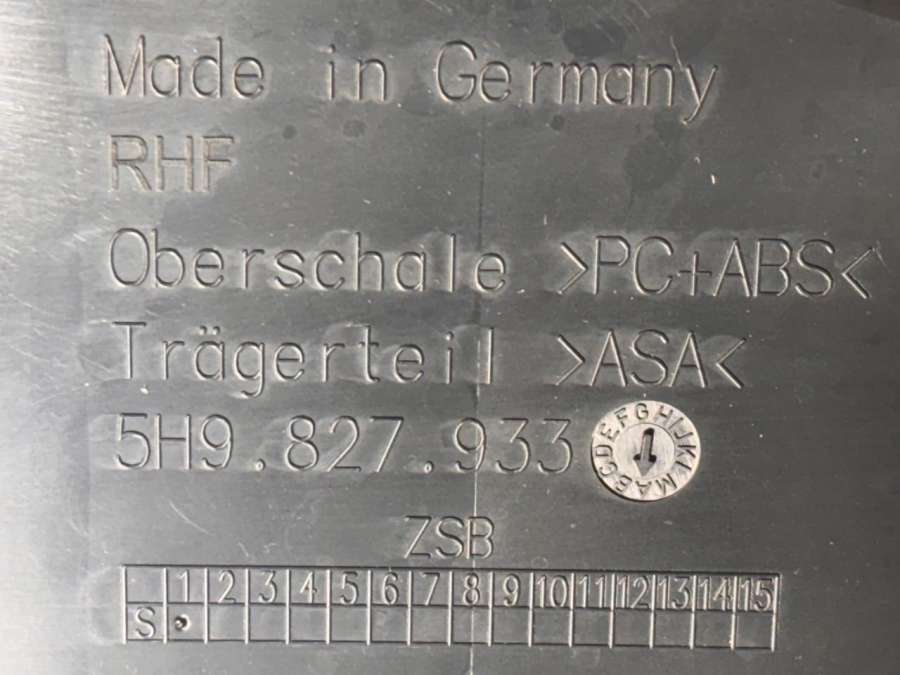 Made in Germany
RHF
Oberschale >PC+ABS<
Trägerteil >ASA<
5H9.827.933
ABCDEFGHIJKLM
ZSB
1 2 3 4 5 6 7 8 9 10 11 12 13 14 15
S